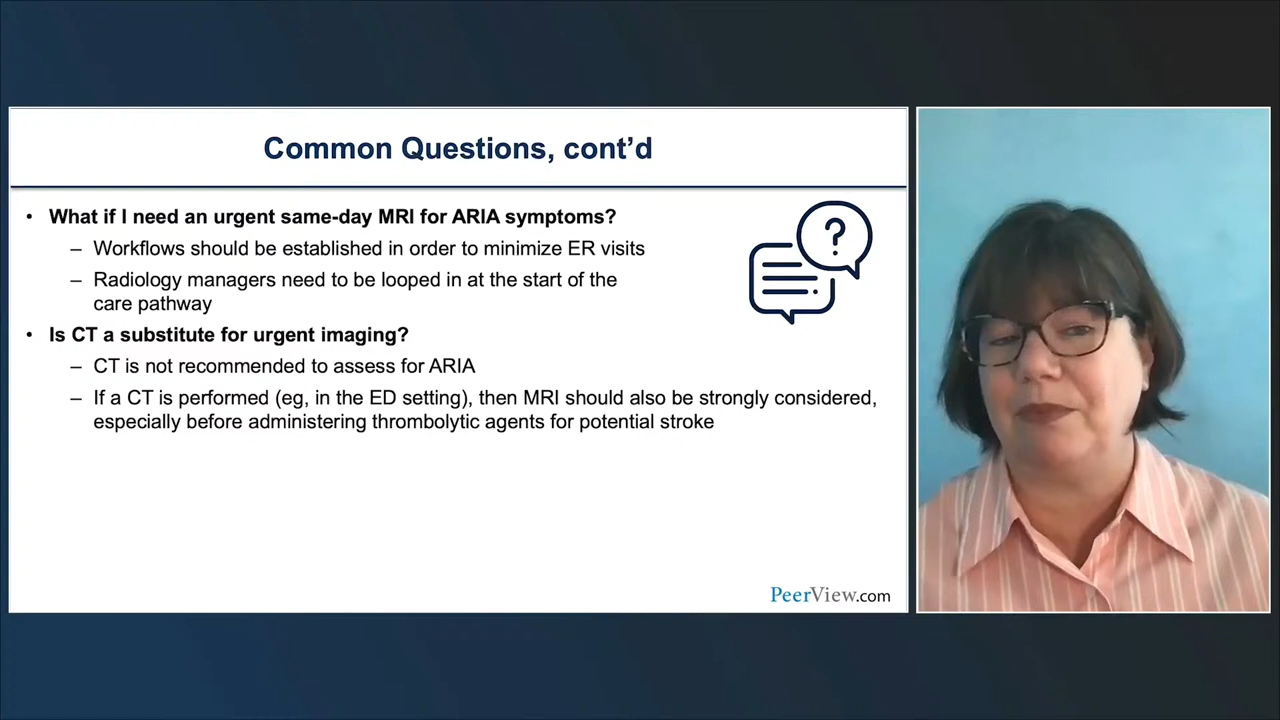 Common Questions, cont’d
• What if I need an urgent same-day MRI for ARIA symptoms?
– Workflows should be established in order to minimize ER visits
– Radiology managers need to be looped in at the start of the
care pathway
• Is CT a substitute for urgent imaging?
– CT is not recommended to assess for ARIA
– If a CT is performed (eg, in the ED setting), then MRI should also be strongly considered,
especially before administering thrombolytic agents for potential stroke
?
PeerView.com